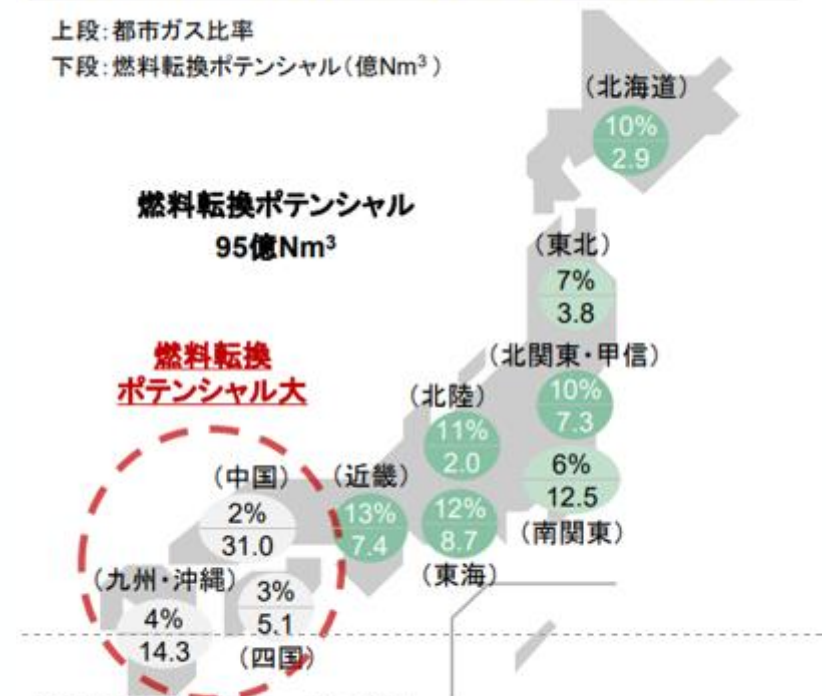 上段:都市ガス比率
下段:燃料転換ポテンシャル(億Nm³)
(北海道)
10%
2.9
燃料転換ポテンシャル
95億Nm³
(東北)
7%
3.8
燃料転換
ポテンシャル大
(北関東・甲信)
10%
7.3
(北陸)
11%
2.0
6%
12.5
(南関東)
(中国)
2%
31.0
(近畿)
13%
7.4
12%
8.7
(東海)
(九州・沖縄)
4%
14.3
3%
5.1
(四国)